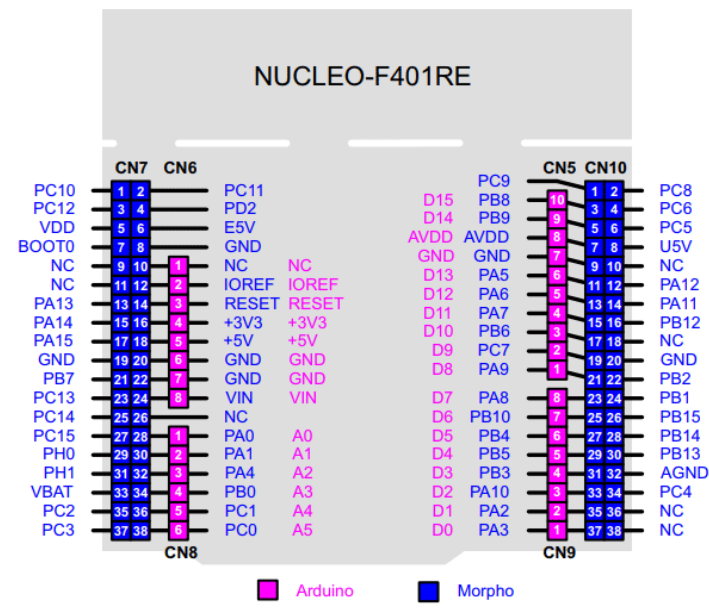 NUCLEO-F401RE
CN7 CN6 CN5 CN10
PC9
PC10 1 2 PC11 1 2 PC8
PC12 3 4 PD2 D15 PB8 10 3 4 PC6
VDD 5 6 E5V D14 PB9 9 5 6 PC5
BOOT0 7 8 GND AVDD AVDD 8 7 8 U5V
NC 9 10 1 NC NC GND GND 7 9 10 NC
NC 11 12 2 IOREF IOREF D13 PA5 6 11 12 PA12
PA13 13 14 3 RESET RESET D12 PA6 5 13 14 PA11
PA14 15 16 4 +3V3 +3V3 D11 PA7 4 15 16 PB12
PA15 17 18 5 +5V +5V D10 PB6 3 17 18 NC
GND 19 20 6 GND GND D9 PC7 2 19 20 GND
PB7 21 22 7 GND GND D8 PA9 1 21 22 PB2
PC13 23 24 8 VIN VIN D7 PA8 8 23 24 PB1
PC14 25 26 NC D6 PB10 7 25 26 PB15
PC15 27 28 1 PA0 A0 D5 PB4 6 27 28 PB14
PH0 29 30 2 PA1 A1 D4 PB5 5 29 30 PB13
PH1 31 32 3 PA4 A2 D3 PB3 4 31 32 AGND
VBAT 33 34 4 PB0 A3 D2 PA10 3 33 34 PC4
PC2 35 36 5 PC1 A4 D1 PA2 2 35 36 NC
PC3 37 38 6 PC0 A5 D0 PA3 1 37 38 NC
CN8 CN9
Arduino Morpho